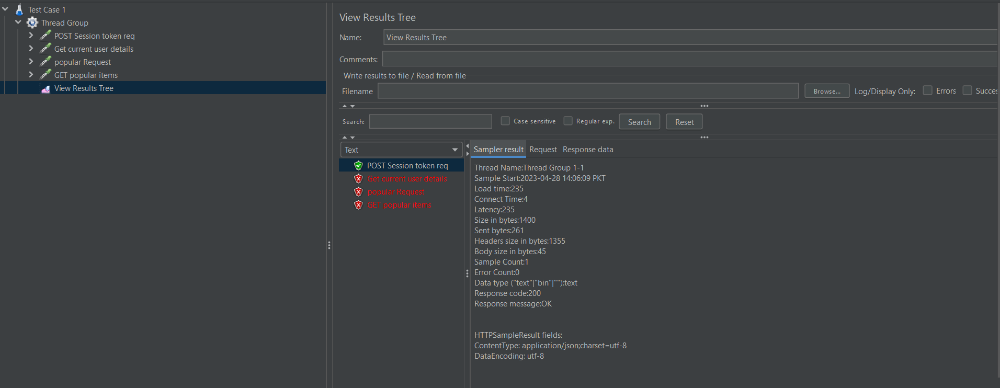 Test Case 1
Thread Group
POST Session token req
Get current user details
popular Request
GET popular items
View Results Tree
View Results Tree
Name: View Results Tree
Comments:
Write results to file / Read from file
Filename Browse... Log/Display Only: Errors Succes
Search: Case sensitive Regular exp. Search Reset
Text
POST Session token req
Get current user details
popular Request
GET popular items
Sampler result Request Response data
Thread Name:Thread Group 1-1
Sample Start:2023-04-28 14:06:09 PKT
Load time:235
Connect Time:4
Latency:235
Size in bytes:1400
Sent bytes:261
Headers size in bytes:1355
Body size in bytes:45
Sample Count:1
Error Count:0
Data type ("text"|"bin"|""):text
Response code:200
Response message:OK
HTTPSampleResult fields:
ContentType: application/json;charset=utf-8
DataEncoding: utf-8